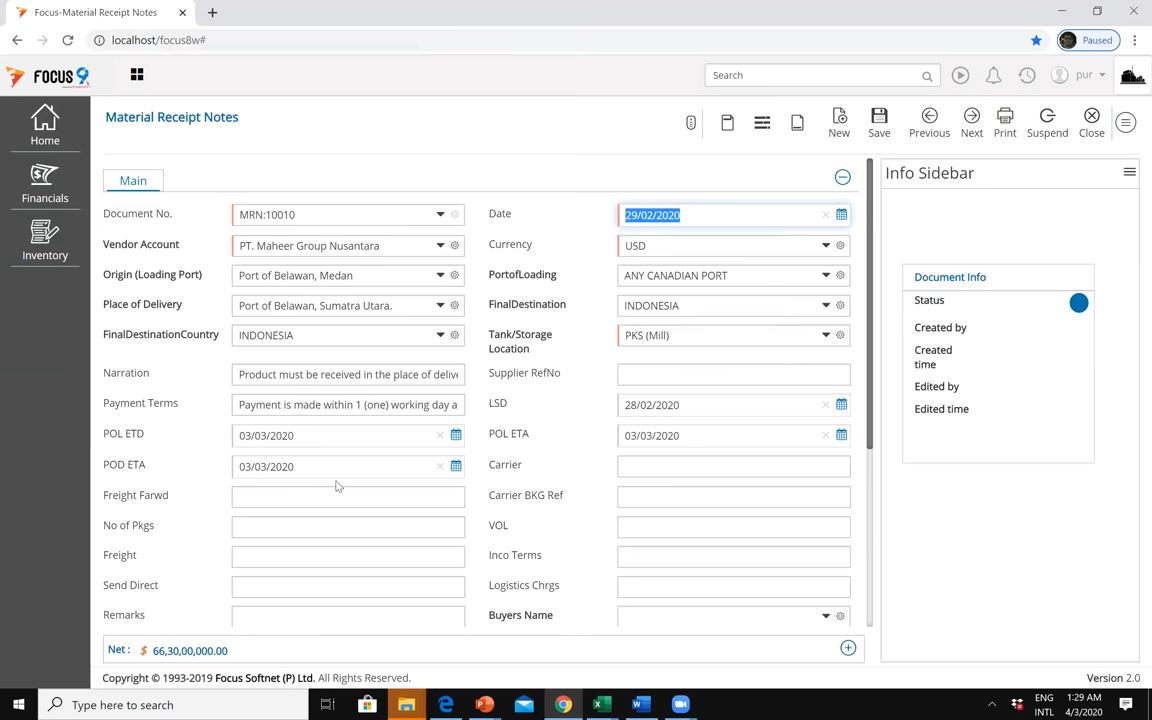 Focus-Material Receipt Notes
localhost/focus8w#
Paused
FOCUS 9
Search
pur
Home
Financials
Inventory
Material Receipt Notes
New
Save
Previous
Next
Print
Suspend
Close
Main
Document No. MRN:10010 Date 29/02/2020
Vendor Account PT. Maheer Group Nusantara Currency USD
Origin (Loading Port) Port of Belawan, Medan PortofLoading ANY CANADIAN PORT
Place of Delivery Port of Belawan, Sumatra Utara. FinalDestination INDONESIA
FinalDestinationCountry INDONESIA Tank/Storage PKS (Mill)
Location
Narration Product must be received in the place of delive Supplier RefNo
Payment Terms Payment is made within 1 (one) working day a LSD 28/02/2020
POL ETD 03/03/2020 POL ETA 03/03/2020
POD ETA 03/03/2020 Carrier
Freight Farwd Carrier BKG Ref
No of Pkgs VOL
Freight Inco Terms
Send Direct Logistics Chrgs
Remarks Buyers Name
Net : $ 66,30,00,000.00
Info Sidebar
Document Info
Status
Created by
Created
time
Edited by
Edited time
Copyright © 1993-2019 Focus Softnet (P) Ltd. All Rights Reserved. Version 2.0
Type here to search
ENG
INTL
1:29 AM
4/3/2020